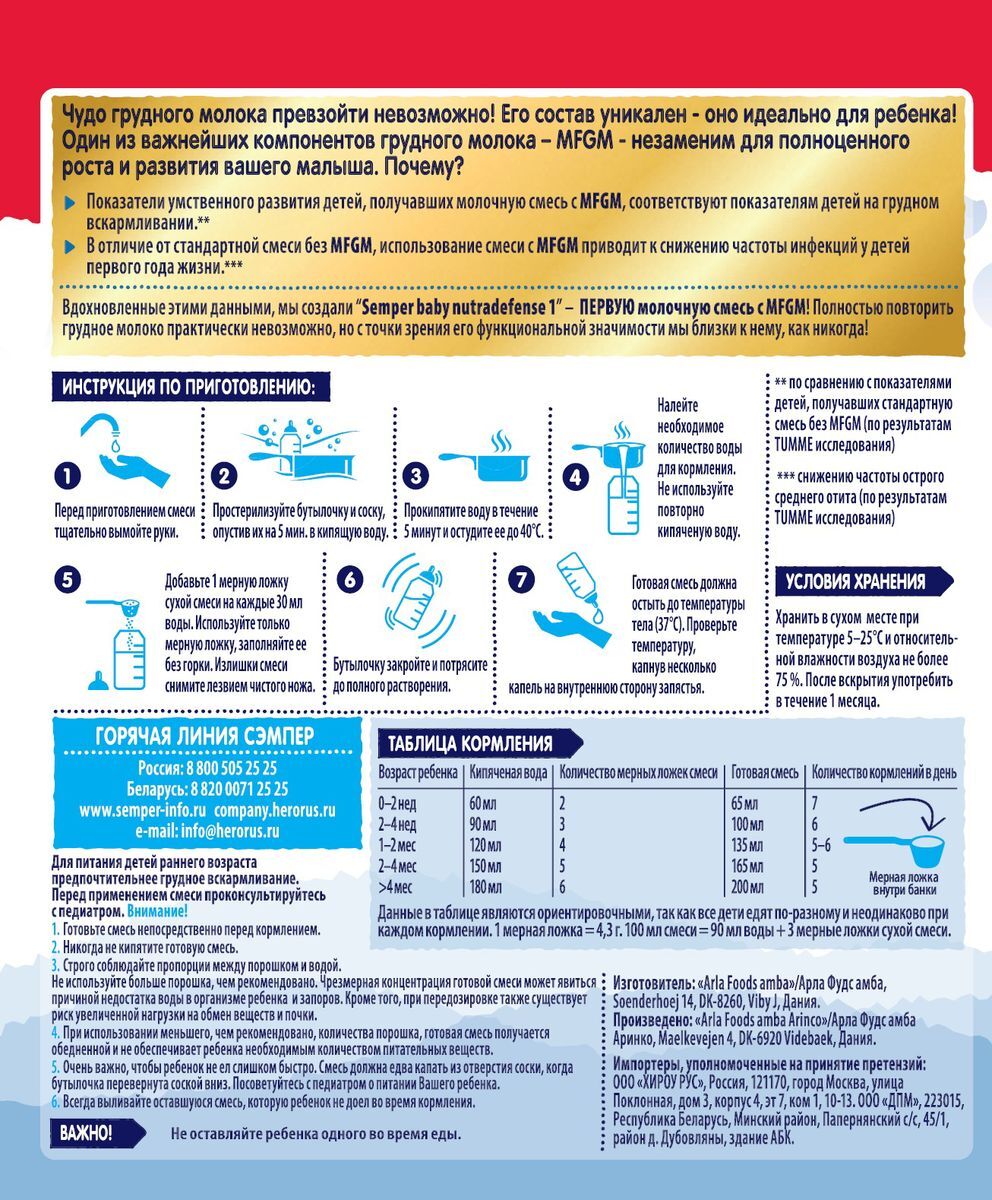 Чудо грудного молока превзойти невозможно! Его состав уникален - оно идеально для ребенка!
Один из важнейших компонентов грудного молока – MFGM - незаменим для полноценного
роста и развития вашего малыша. Почему?
Показатели умственного развития детей, получавших молочную смесь с MFGM, соответствуют показателям детей на грудном
вскармливании.**
В отличие от стандартной смеси без MFGM, использование смеси с MFGM приводит к снижению частоты инфекций у детей
первого года жизни.***
Вдохновленные этими данными, мы создали "Semper baby nutradefense 1" – ПЕРВУЮ молочную смесь с MFGM! Полностью повторить
грудное молоко практически невозможно, но с точки зрения его функциональной значимости мы близки к нему, как никогда!
ИНСТРУКЦИЯ ПО ПРИГОТОВЛЕНИЮ:
1
Перед приготовлением смеси
тщательно вымойте руки.
2
Простерилизуйте бутылочку и соску,
опустив их на 5 мин. в кипящую воду.
3
Прокипятите воду в течение
5 минут и остудите ее до 40°С.
4
Налейте
необходимое
количество воды
для кормления.
Не используйте
повторно
кипяченую воду.
5
Добавьте 1 мерную ложку
сухой смеси на каждые 30 мл
воды. Используйте только
мерную ложку, заполняйте ее
без горки. Излишки смеси
снимите лезвием чистого ножа.
6
Бутылочку закройте и потрясите
до полного растворения.
7
Готовая смесь должна
остыть до температуры
тела (37°С). Проверьте
температуру,
капнув несколько
капель на внутреннюю сторону запястья.
** по сравнению с показателями
детей, получавших стандартную
смесь без MFGM (по результатам
TUMME исследования)
*** снижению частоты острого
среднего отита (по результатам
TUMME исследования)
УСЛОВИЯ ХРАНЕНИЯ
Хранить в сухом месте при
температуре 5–25°С и относитель-
ной влажности воздуха не более
75 %. После вскрытия употребить
в течение 1 месяца.
ГОРЯЧАЯ ЛИНИЯ СЭМПЕР
Россия: 8 800 505 25 25
Беларусь: 8 820 0071 25 25
www.semper-info.ru company.herorus.ru
e-mail: info@herorus.ru
ТАБЛИЦА КОРМЛЕНИЯ
Возраст ребенка Кипяченая вода Количество мерных ложек смеси Готовая смесь Количество кормлений в день
0–2 нед 60 мл 2 65 мл 7
2–4 нед 90 мл 3 100 мл 6
1–2 мес 120 мл 4 135 мл 5–6
2–4 мес 150 мл 5 165 мл 5
>4 мес 180 мл 6 200 мл 5
Мерная ложка
внутри банки
Данные в таблице являются ориентировочными, так как все дети едят по-разному и неодинаково при
каждом кормлении. 1 мерная ложка = 4,3 г. 100 мл смеси = 90 мл воды + 3 мерные ложки сухой смеси.
Для питания детей раннего возраста
предпочтительнее грудное вскармливание.
Перед применением смеси проконсультируйтесь
с педиатром. Внимание!
1. Готовьте смесь непосредственно перед кормлением.
2. Никогда не кипятите готовую смесь.
3. Строго соблюдайте пропорции между порошком и водой.
Не используйте больше порошка, чем рекомендовано. Чрезмерная концентрация готовой смеси может явиться
причиной недостатка воды в организме ребенка и запоров. Кроме того, при передозировке также существует
риск увеличенной нагрузки на обмен веществ и почки.
4. При использовании меньшего, чем рекомендовано, количества порошка, готовая смесь получается
обедненной и не обеспечивает ребенка необходимым количеством питательных веществ.
5. Очень важно, чтобы ребенок не ел слишком быстро. Смесь должна едва капать из отверстия соски, когда
бутылочка перевернута соской вниз. Посоветуйтесь с педиатром о питании Вашего ребенка.
6. Всегда выливайте оставшуюся смесь, которую ребенок не доел во время кормления.
ВАЖНО! Не оставляйте ребенка одного во время еды.
Изготовитель: «Arla Foods amba»/Арла Фудс амба,
Soenderhoej 14, DK-8260, Viby J, Дания.
Произведено: «Arla Foods amba Arinco»/Арла Фудс амба
Аринко, Maelkevejen 4, DK-6920 Videbaek, Дания.
Импортеры, уполномоченные на принятие претензий:
ООО «ХИРОУ РУС», Россия, 121170, город Москва, улица
Поклонная, дом 3, корпус 4, эт 7, ком 1, 10-13. ООО «ДПМ», 223015,
Республика Беларусь, Минский район, Папернянский с/с, 45/1,
район д. Дубовляны, здание АБК.